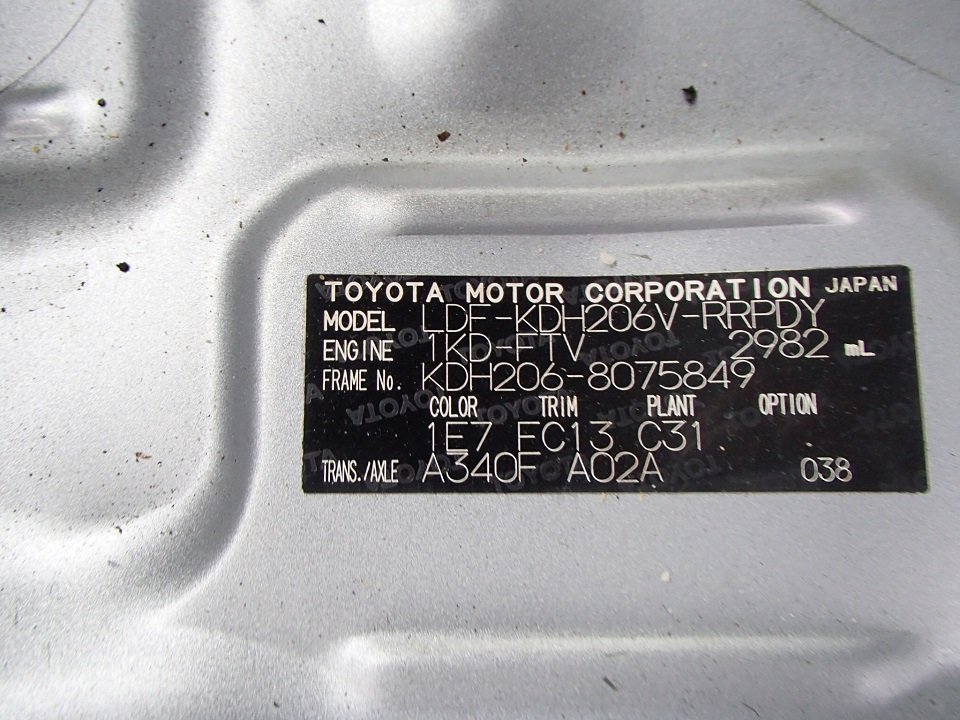 TOYOTA MOTOR CORPORATION JAPAN
MODEL LDF-KDH206V-RRPDY
ENGINE 1KD-FTV 2982 mL
FRAME No. KDH206-8075849
COLOR TRIM PLANT OPTION
1E7 FC13 C31
TRANS./AXLE A340F A02A 038